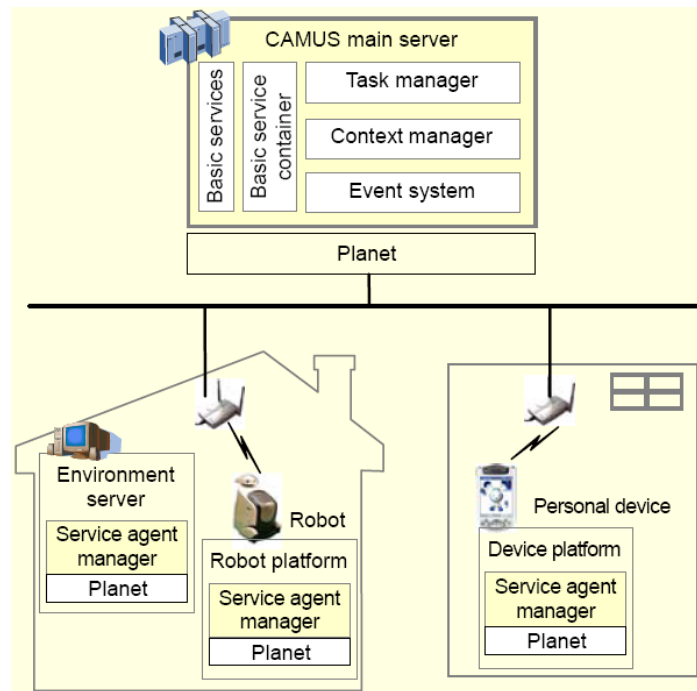 CAMUS main server
Basic services
Basic service
container
Task manager
Context manager
Event system
Planet
Environment
server
Service agent
manager
Planet
Robot
Robot platform
Service agent
manager
Planet
Personal device
Device platform
Service agent
manager
Planet